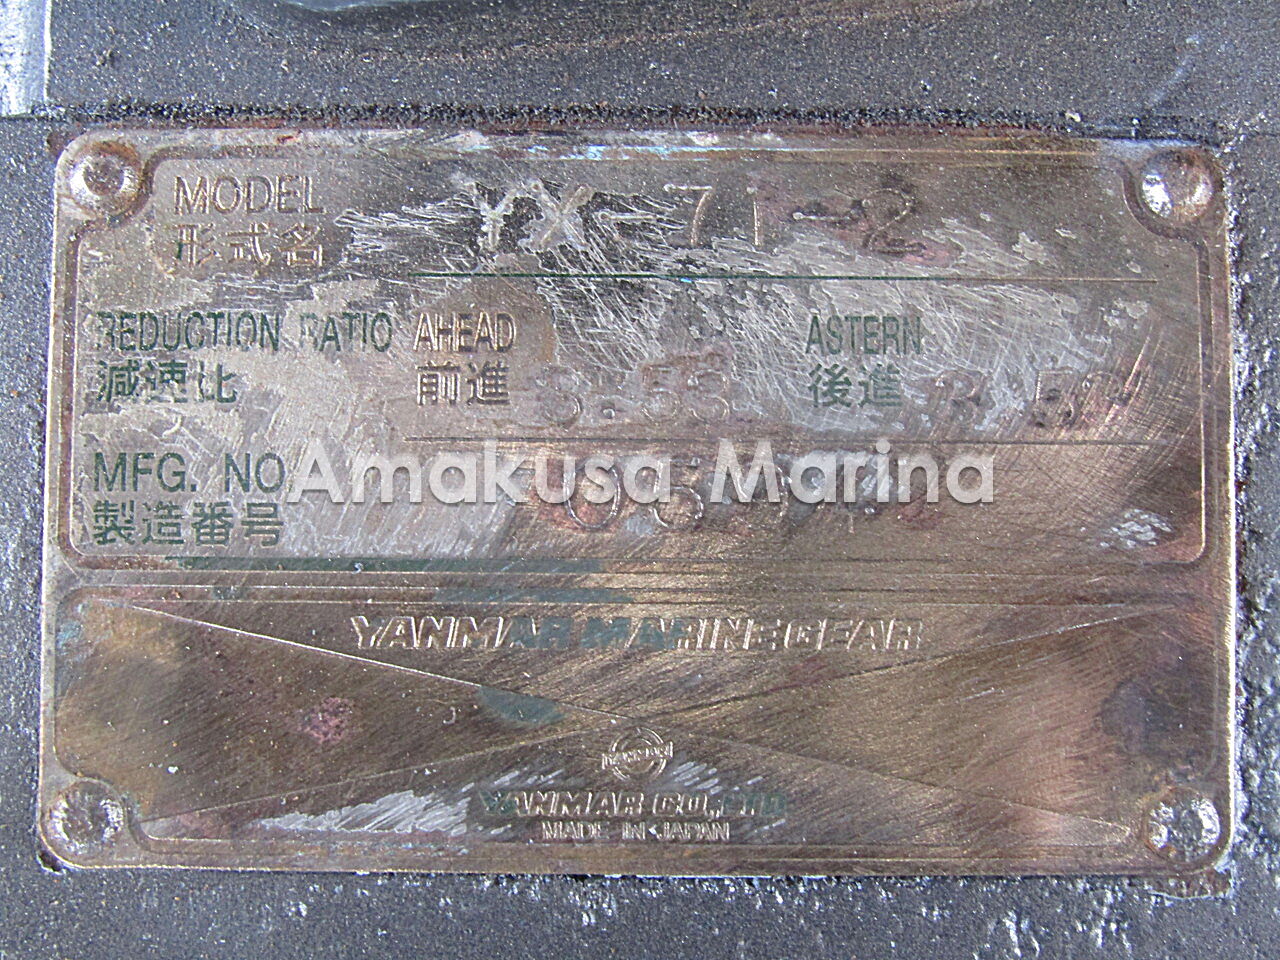 MODEL YX-71-2
形式名
REDUCTION RATIO AHEAD ASTERN
減速比 前進 後進
MFG. NO.
製造番号
Amakusa Marina
YANMAR MARINEGEAR
YANMAR
YANMAR CO.,LTD
MADE IN JAPAN